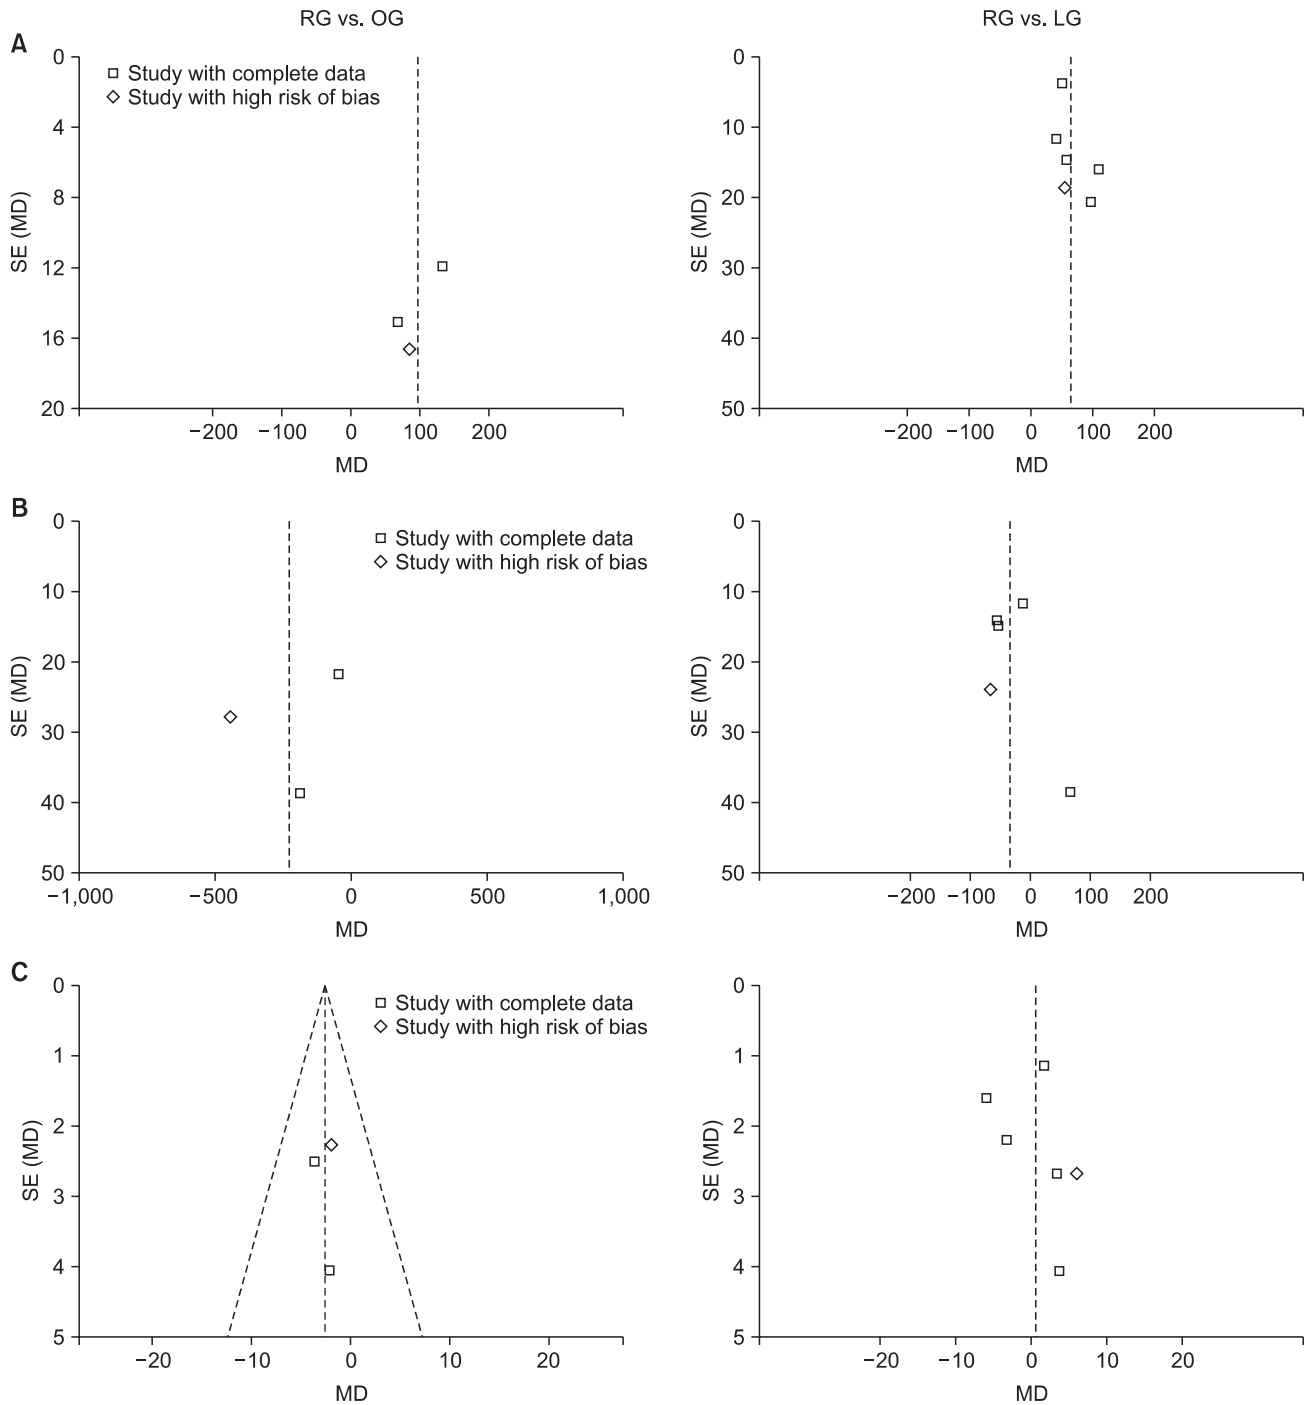 RG vs. OG
RG vs. LG
A
Study with complete data
Study with high risk of bias
0
4
8
12
16
20
SE (MD)
−200 −100 0 100 200
MD
0
10
20
30
40
50
SE (MD)
−200 −100 0 100 200
MD
B
Study with complete data
Study with high risk of bias
0
10
20
30
40
50
SE (MD)
−1,000 −500 0 500 1,000
MD
0
10
20
30
40
50
SE (MD)
−200 −100 0 100 200
MD
C
Study with complete data
Study with high risk of bias
0
1
2
3
4
5
SE (MD)
−20 −10 0 10 20
MD
0
1
2
3
4
5
SE (MD)
−20 −10 0 10 20
MD